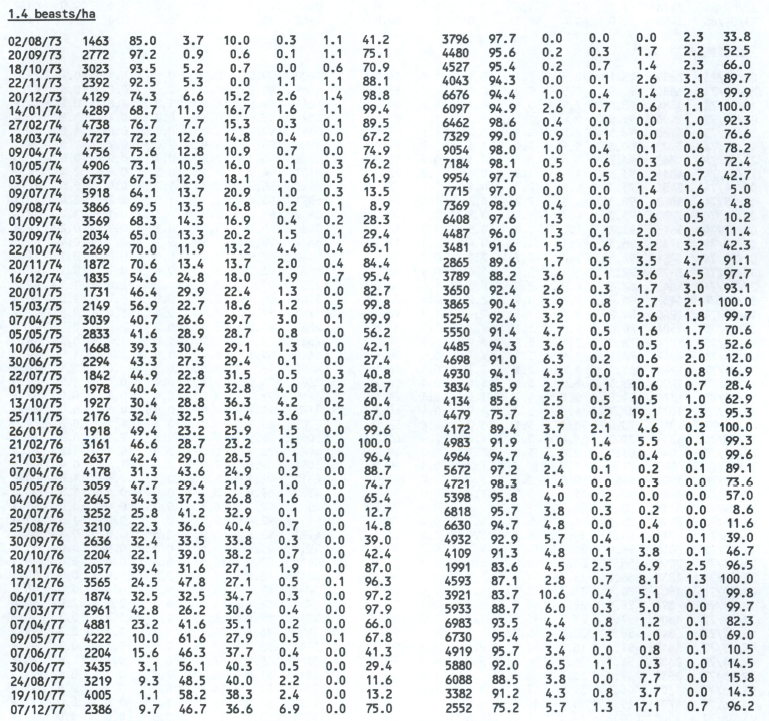 1.4 beasts/ha
02/08/73 1463 85.0 3.7 10.0 0.3 1.1 41.2 3796 97.7 0.0 0.0 0.0 2.3 33.8
20/09/73 2772 97.2 0.9 0.6 0.1 1.1 75.1 4480 95.6 0.2 0.3 1.7 2.2 52.5
18/10/73 3023 93.5 5.2 0.7 0.0 0.6 70.9 4527 95.4 0.2 0.7 1.4 2.3 66.0
22/11/73 2392 92.5 5.3 0.0 1.1 1.1 88.1 4043 94.3 0.0 0.1 2.6 3.1 89.7
20/12/73 4129 74.3 6.6 15.2 2.6 1.4 98.8 6676 94.4 1.0 0.4 1.4 2.8 99.9
14/01/74 4289 68.7 11.9 16.7 1.6 1.1 99.4 6097 94.9 2.6 0.7 0.6 1.1 100.0
27/02/74 4738 76.7 7.7 15.3 0.3 0.1 89.5 6462 98.6 0.4 0.0 0.0 1.0 92.3
18/03/74 4727 72.2 12.6 14.8 0.4 0.0 67.2 7329 99.0 0.9 0.1 0.0 0.0 76.6
09/04/74 4756 75.6 12.8 10.9 0.7 0.0 74.9 9054 98.0 1.0 0.4 0.1 0.6 78.2
10/05/74 4906 73.1 10.5 16.0 0.1 0.3 76.2 7184 98.1 0.5 0.6 0.3 0.6 72.4
03/06/74 6737 67.5 12.9 18.1 1.0 0.5 61.9 9954 97.7 0.8 0.5 0.2 0.7 42.7
09/07/74 5918 64.1 13.7 20.9 1.0 0.3 13.5 7715 97.0 0.0 0.0 1.4 1.6 5.0
09/08/74 3866 69.5 13.5 16.8 0.2 0.1 8.9 7369 98.9 0.4 0.0 0.0 0.6 4.8
01/09/74 3569 68.3 14.3 16.9 0.4 0.2 28.3 6408 97.6 1.3 0.0 0.6 0.5 10.2
30/09/74 2034 65.0 13.3 20.2 1.5 0.1 29.4 4487 96.0 1.3 0.1 2.0 0.6 11.4
22/10/74 2269 70.0 11.9 13.2 4.4 0.4 65.1 3481 91.6 1.5 0.6 3.2 3.2 42.3
20/11/74 1872 70.6 13.4 13.7 2.0 0.4 84.4 2865 89.6 1.7 0.5 3.5 4.7 91.1
16/12/74 1835 54.6 24.8 18.0 1.9 0.7 95.4 3789 88.2 3.6 0.1 3.6 4.5 97.7
20/01/75 1731 46.4 29.9 22.4 1.3 0.0 82.7 3650 92.4 2.6 0.3 1.7 3.0 93.1
15/03/75 2149 56.9 22.7 18.6 1.2 0.5 99.8 3865 90.4 3.9 0.8 2.7 2.1 100.0
07/04/75 3039 40.7 26.6 29.7 3.0 0.1 99.9 5254 92.4 3.2 0.0 2.6 1.8 99.7
05/05/75 2833 41.6 28.9 28.7 0.8 0.0 56.2 5550 91.4 4.7 0.5 1.6 1.7 70.6
10/06/75 1668 39.3 30.4 29.1 1.3 0.0 42.1 4485 94.3 3.6 0.0 0.5 1.5 52.6
30/06/75 2294 43.3 27.3 29.4 0.1 0.0 27.4 4698 91.0 6.3 0.2 0.6 2.0 12.0
22/07/75 1842 44.9 22.8 31.5 0.5 0.3 40.8 4930 94.1 4.3 0.0 0.7 0.8 16.9
01/09/75 1978 40.4 22.7 32.8 4.0 0.2 28.7 3834 85.9 2.7 0.1 10.6 0.7 28.4
13/10/75 1927 30.4 28.8 36.3 4.2 0.2 60.4 4134 85.6 2.5 0.5 10.5 1.0 62.9
25/11/75 2176 32.4 32.5 31.4 3.6 0.1 87.0 4479 75.7 2.8 0.2 19.1 2.3 95.3
26/01/76 1918 49.4 23.2 25.9 1.5 0.0 99.6 4172 89.4 3.7 2.1 4.6 0.2 100.0
21/02/76 3161 46.6 28.7 23.2 1.5 0.0 100.0 4983 91.9 1.0 1.4 5.5 0.1 99.3
21/03/76 2637 42.4 29.0 28.5 0.1 0.0 96.4 4964 94.7 4.3 0.6 0.4 0.0 99.6
07/04/76 4178 31.3 43.6 24.9 0.2 0.0 88.7 5672 97.2 2.4 0.1 0.2 0.1 89.1
05/05/76 3059 47.7 29.4 21.9 1.0 0.0 74.7 4721 98.3 1.4 0.0 0.3 0.0 73.6
04/06/76 2645 34.3 37.3 26.8 1.6 0.0 65.4 5398 95.8 4.0 0.2 0.0 0.0 57.0
20/07/76 3252 25.8 41.2 32.9 0.1 0.0 12.7 6818 95.7 3.8 0.3 0.2 0.0 8.6
25/08/76 3210 22.3 36.6 40.4 0.7 0.0 14.8 6630 94.7 4.8 0.0 0.4 0.0 11.6
30/09/76 2636 32.4 33.5 33.8 0.3 0.0 39.0 4932 92.9 5.7 0.4 1.0 0.1 39.0
20/10/76 2204 22.1 39.0 38.2 0.7 0.0 42.4 4109 91.3 4.8 0.1 3.8 0.1 46.7
18/11/76 2057 39.4 31.6 27.1 1.9 0.0 87.0 1991 83.6 4.5 2.5 6.9 2.5 96.5
17/12/76 3565 24.5 47.8 27.1 0.5 0.1 96.3 4593 87.1 2.8 0.7 8.1 1.3 100.0
06/01/77 1874 32.5 32.5 34.7 0.3 0.0 97.2 3921 83.7 10.6 0.4 5.1 0.1 99.8
07/03/77 2961 42.8 26.2 30.6 0.4 0.0 97.9 5933 88.7 6.0 0.3 5.0 0.0 99.7
07/04/77 4881 23.2 41.6 35.1 0.2 0.0 66.0 6983 93.5 4.4 0.8 1.2 0.1 82.3
09/05/77 4222 10.0 61.6 27.9 0.5 0.1 67.8 6730 95.4 2.4 1.3 1.0 0.0 69.0
07/06/77 2204 15.6 46.3 37.7 0.4 0.0 41.3 4919 95.7 3.4 0.0 0.8 0.1 10.5
30/06/77 3435 3.1 56.1 40.3 0.5 0.0 29.4 5880 92.0 6.5 1.1 0.3 0.0 14.5
24/08/77 3219 9.3 48.5 40.0 2.2 0.0 11.6 6088 88.5 3.8 0.0 7.7 0.0 15.8
19/10/77 4005 1.1 58.2 38.3 2.4 0.0 13.2 3382 91.2 4.3 0.8 3.7 0.0 14.3
07/12/77 2386 9.7 46.7 36.6 6.9 0.0 75.0 2552 75.2 5.7 1.3 17.1 0.7 96.2